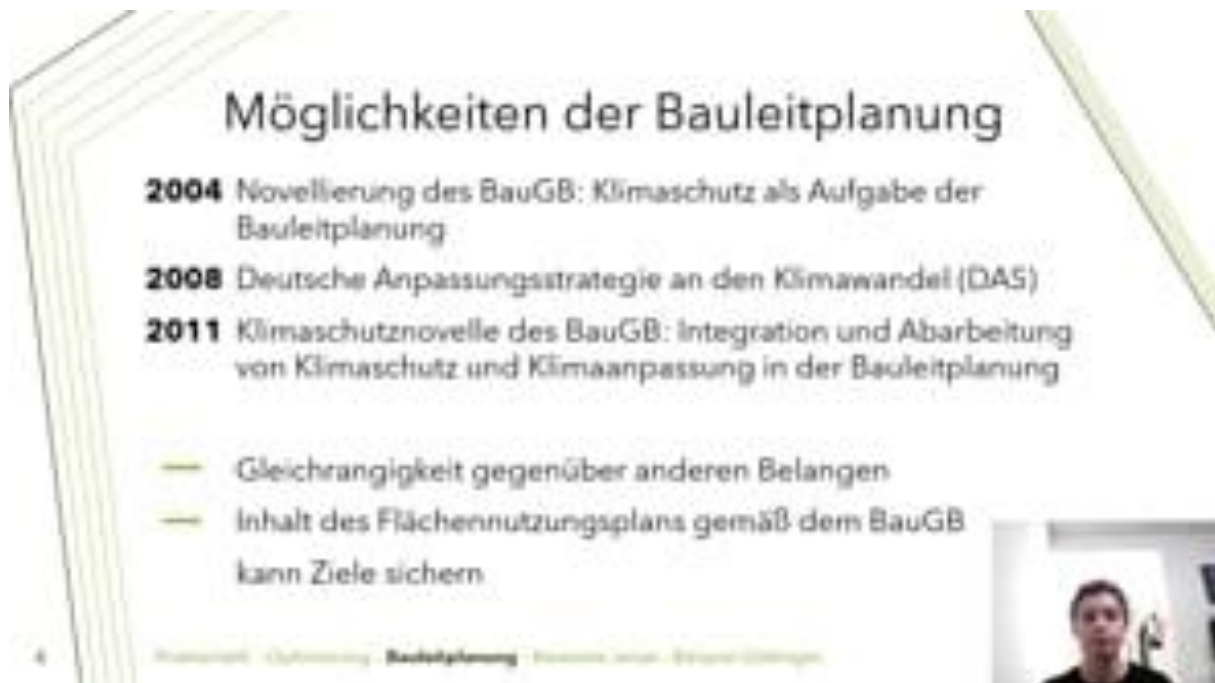 Möglichkeiten der Bauleitplanung
2004 Novellierung des BauGB: Klimaschutz als Aufgabe der
Bauleitplanung
2008 Deutsche Anpassungsstrategie an den Klimawandel (DAS)
2011 Klimaschutznovelle des BauGB: Integration und Abarbeitung
von Klimaschutz und Klimaanpassung in der Bauleitplanung
— Gleichrangigkeit gegenüber anderen Belangen
— Inhalt des Flächennutzungsplans gemäß dem BauGB
kann Ziele sichern
Bauleitplanung